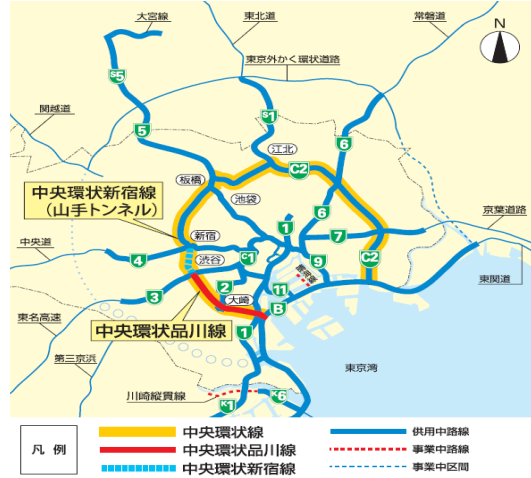 大宮線
東北道
常磐道
N
東京外かく環状道路
S5
S1
関越道
5
6
江北
C2
板橋
中央環状新宿線
(山手トンネル)
池袋
6
京葉道路
新宿
1
7
中央道
4
渋谷
C1
9
晴海線
C2
東関道
3
2
11
大崎
B
東名高速
中央環状品川線
1
第三京浜
東京湾
川崎縦貫線
K1
K6
凡例
中央環状線
供用中路線
中央環状品川線
事業中路線
中央環状新宿線
事業中区間